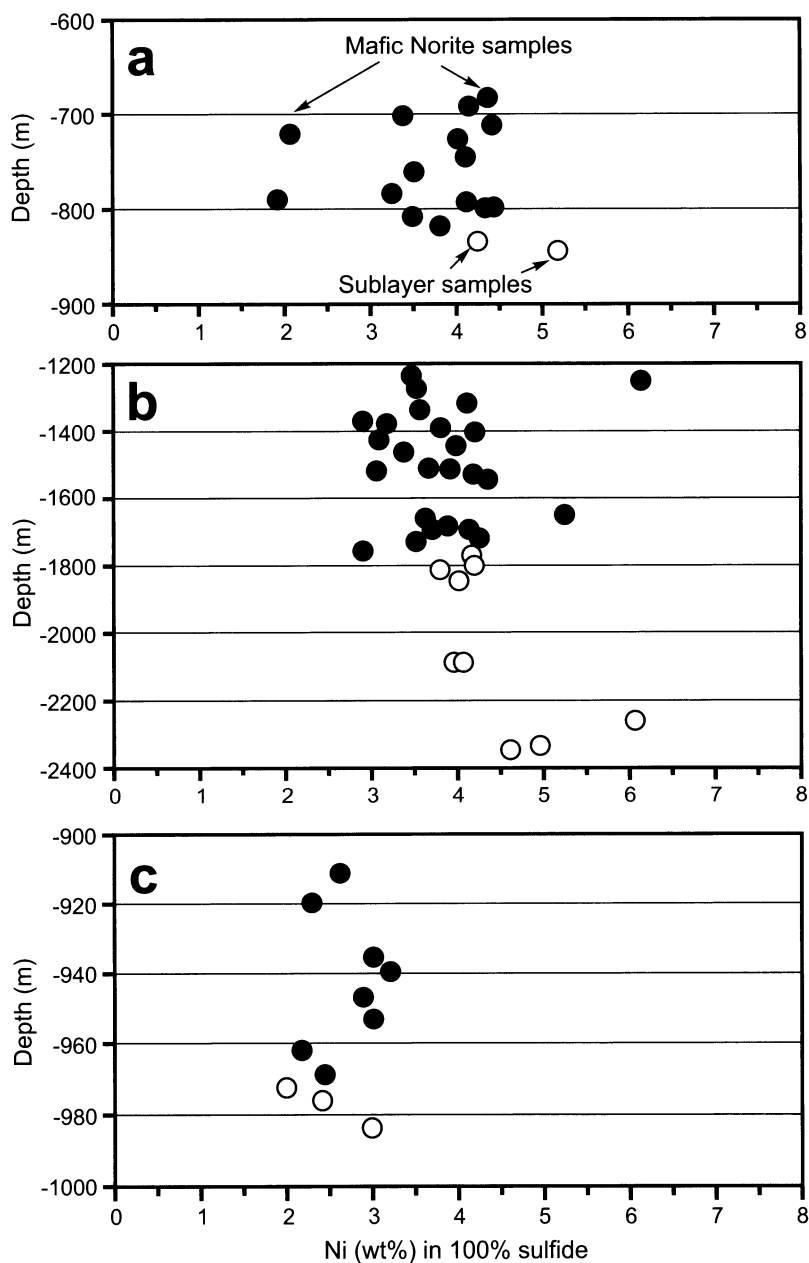 a
Mafic Norite samples
Sublayer samples
Depth (m)
-600
-700
-800
-900
0 1 2 3 4 5 6 7 8
b
Depth (m)
-1200
-1400
-1600
-1800
-2000
-2200
-2400
0 1 2 3 4 5 6 7 8
c
Depth (m)
-900
-920
-940
-960
-980
-1000
0 1 2 3 4 5 6 7 8
Ni (wt%) in 100% sulfide